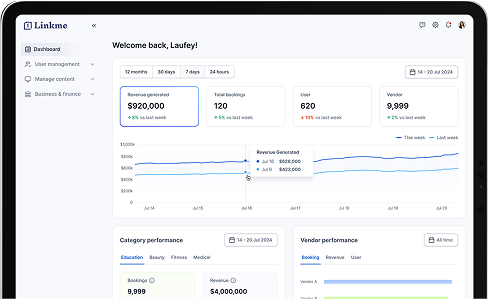 Linkme
Dashboard
User management
Manage content
Business & finance
Welcome back, Laufey!
12 months
30 days
7 days
24 hours
14 - 20 Jul 2024
Revenue generated
$920,000
8% vs last week
Total bookings
120
5% vs last week
User
620
10% vs last week
Vendor
9,999
2% vs last week
This week
Last week
$1,000k
$800k
$600k
$400k
$200k
0
Revenue Generated
Jul 16 $628,000
Jul 9 $423,000
Jul 14
Jul 15
Jul 16
Jul 17
Jul 18
Jul 19
Jul 20
Category performance
14 - 20 Jul 2024
Education
Beauty
Fitness
Medical
Bookings
9,999
Revenue
$4,000,000
Vendor performance
All time
Booking
Revenue
User
Vendor A
Vendor B